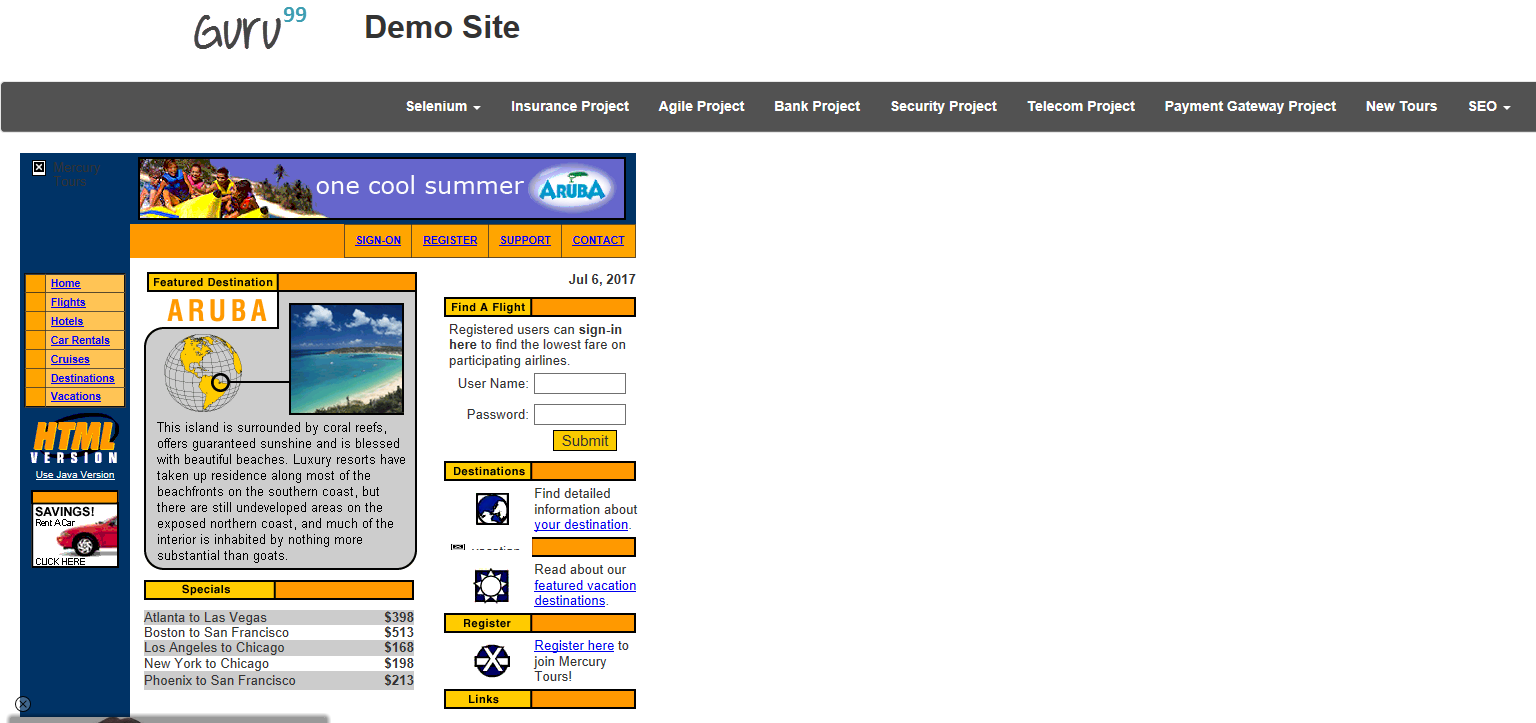 Guru99
Demo Site
Selenium
Insurance Project
Agile Project
Bank Project
Security Project
Telecom Project
Payment Gateway Project
New Tours
SEO
Mercury
Tours
one cool summer
ARUBA
SIGN-ON
REGISTER
SUPPORT
CONTACT
Home
Flights
Hotels
Car Rentals
Cruises
Destinations
Vacations
HTML
VERSION
Use Java Version
SAVINGS!
Rent A Car
CLICK HERE
Featured Destination
ARUBA
This island is surrounded by coral reefs,
offers guaranteed sunshine and is blessed
with beautiful beaches. Luxury resorts have
taken up residence along most of the
beachfronts on the southern coast, but
there are still undeveloped areas on the
exposed northern coast, and much of the
interior is inhabited by nothing more
substantial than goats.
Specials
Atlanta to Las Vegas $398
Boston to San Francisco $513
Los Angeles to Chicago $168
New York to Chicago $198
Phoenix to San Francisco $213
Jul 6, 2017
Find A Flight
Registered users can sign-in
here to find the lowest fare on
participating airlines.
User Name:
Password:
Submit
Destinations
Find detailed
information about
your destination.
Read about our
featured vacation
destinations.
Register
Register here to
join Mercury
Tours!
Links